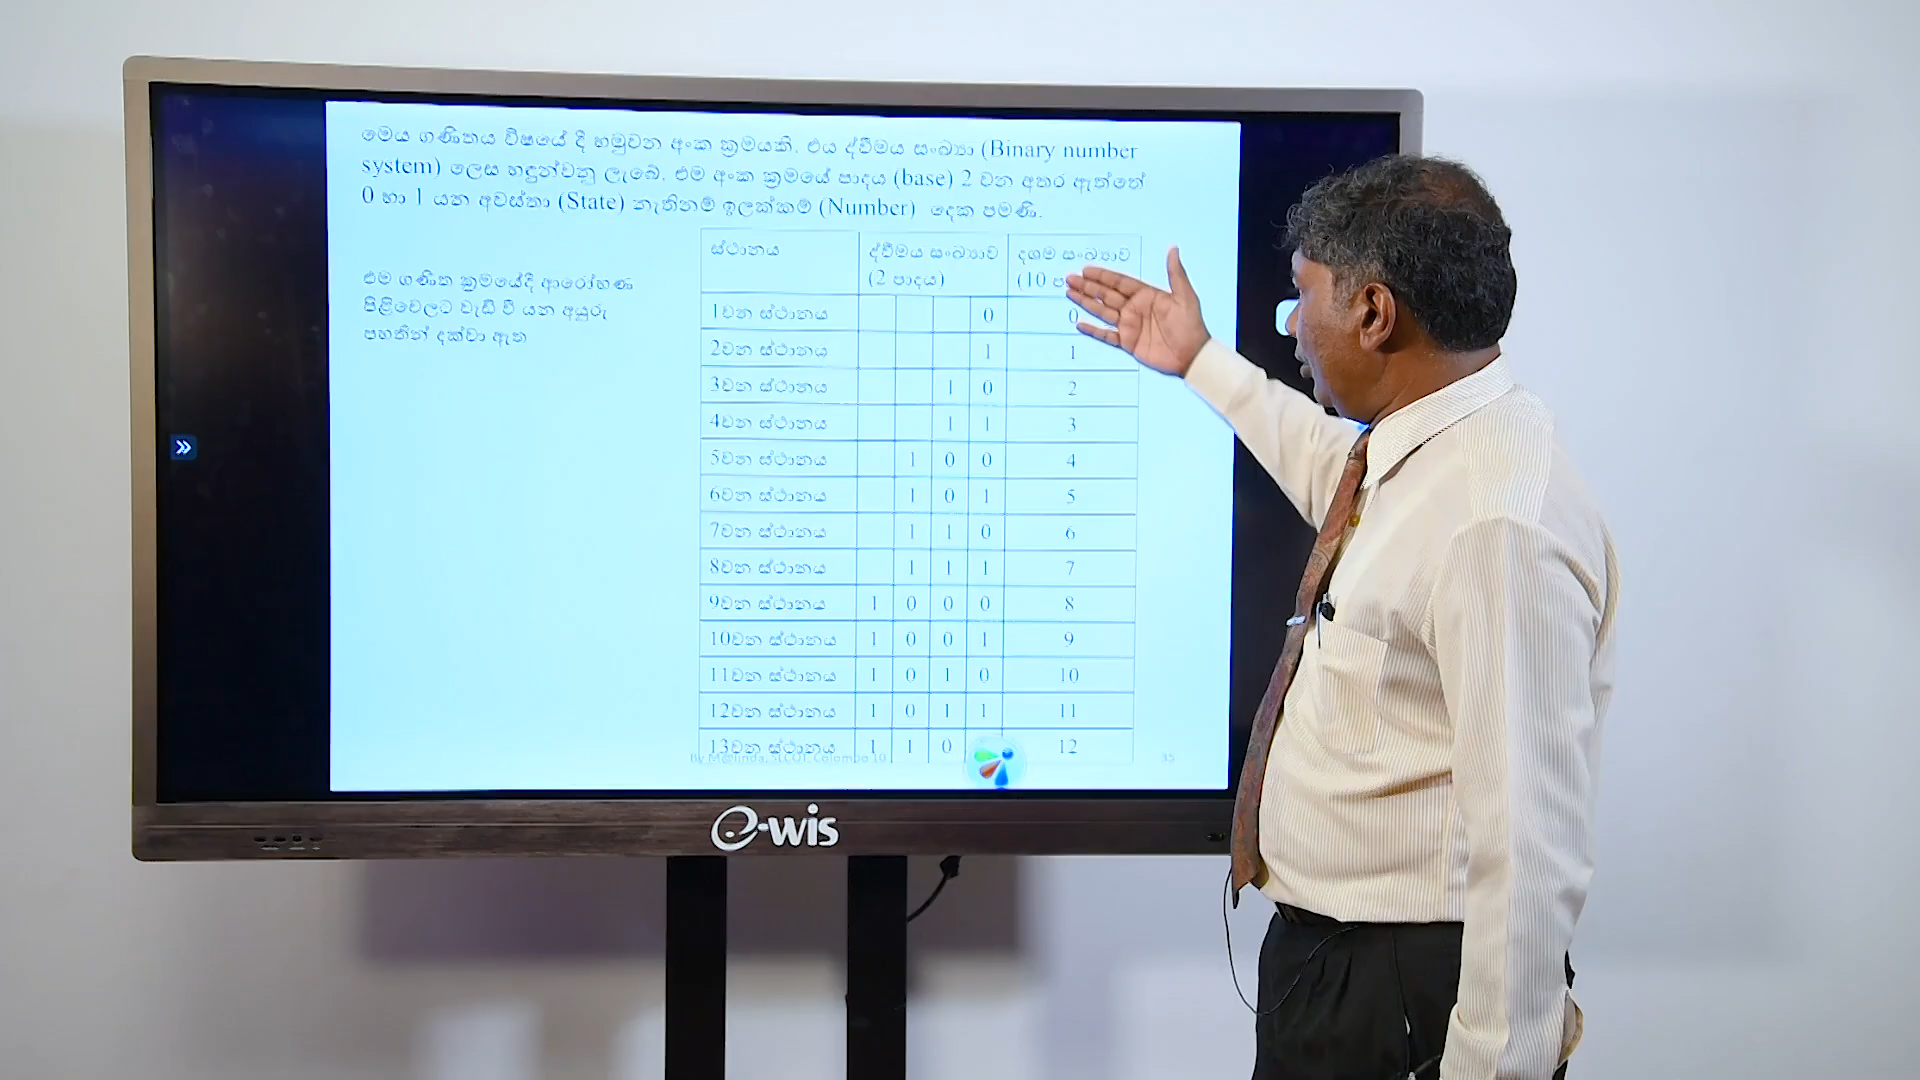 මෙය ගණිතය විෂයේ දී හමුවන අංක ක්‍රමයකි. එය ද්වීමය සංඛ්‍යා (Binary number
system) ලෙස හඳුන්වනු ලැබේ. එම අංක ක්‍රමයේ පාදය (base) 2 වන අතර ඇත්තේ
0 හා 1 යන අවස්තා (State) නැතිනම් ඉලක්කම් (Number) දෙක පමණි.
එම ගණිත ක්‍රමයේදී ආරෝහණ
පිළිවෙලට වැඩි වී යන අයුරු
පහතින් දක්වා ඇත
ස්ථානය ද්වීමය සංඛ්‍යාව දශම සංඛ්‍යාව
(2 පාදය) (10
1වන ස්ථානය 0 0
2වන ස්ථානය 1 1
3වන ස්ථානය 1 0 2
4වන ස්ථානය 1 1 3
5වන ස්ථානය 1 0 0 4
6වන ස්ථානය 1 0 1 5
7වන ස්ථානය 1 1 0 6
8වන ස්ථානය 1 1 1 7
9වන ස්ථානය 1 0 0 0 8
10වන ස්ථානය 1 0 0 1 9
11වන ස්ථානය 1 0 1 0 10
12වන ස්ථානය 1 0 1 1 11
13වන ස්ථානය 1 1 0 12
By Colombo 10 35
e-wis